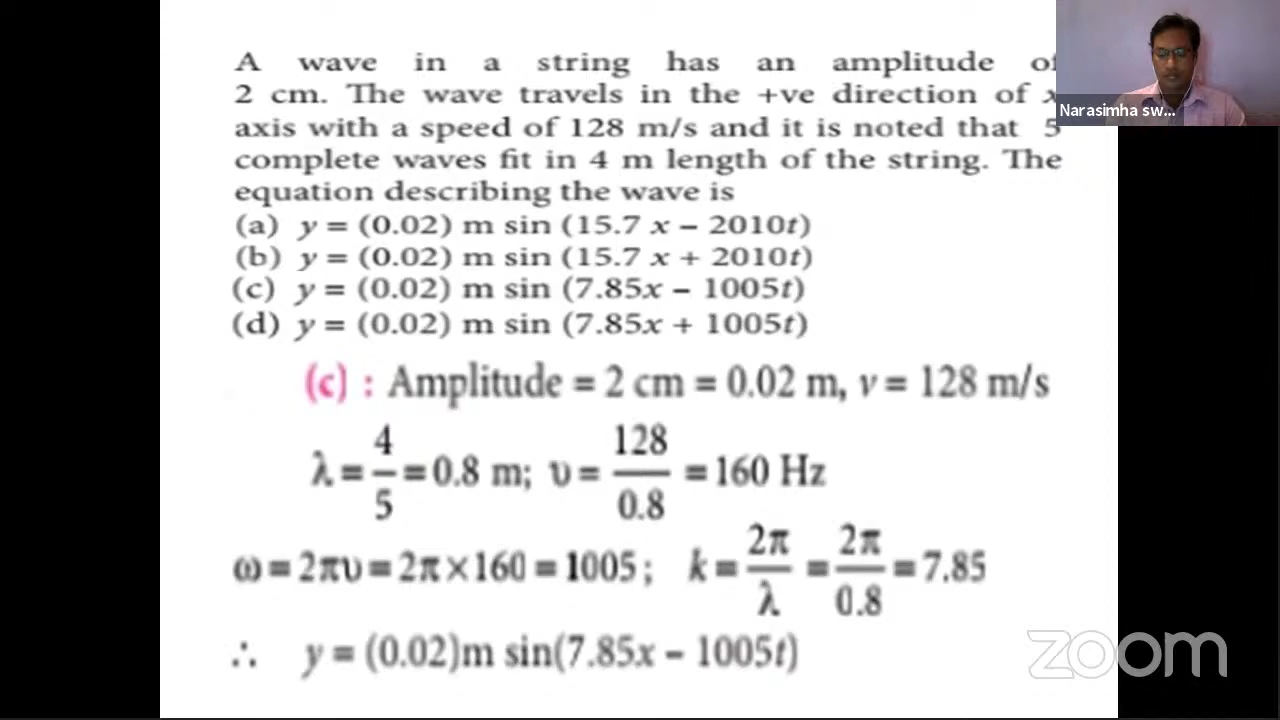 A wave in a string has an amplitude of
2 cm. The wave travels in the +ve direction of x
axis with a speed of 128 m/s and it is noted that 5
complete waves fit in 4 m length of the string. The
equation describing the wave is
(a) y = (0.02) m sin (15.7 x − 2010t)
(b) y = (0.02) m sin (15.7 x + 2010t)
(c) y = (0.02) m sin (7.85x − 1005t)
(d) y = (0.02) m sin (7.85x + 1005t)
(c) : Amplitude = 2 cm = 0.02 m, v = 128 m/s
λ = 4/5 = 0.8 m; υ = 128/0.8 = 160 Hz
ω = 2πυ = 2π × 160 = 1005 ; k = 2π/λ = 2π/0.8 = 7.85
∴ y = (0.02)m sin(7.85x − 1005t)
Narasimha sw...
zoom